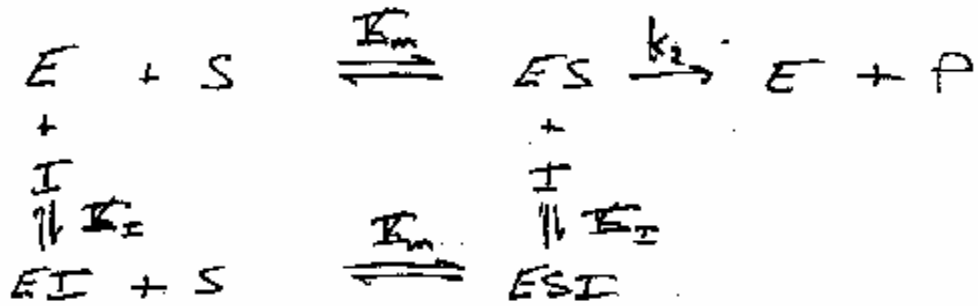 Km k2
E + S ⇌ ES → E + P
+ +
I I
⇅ KI ⇅ KI
Km
EI + S ⇌ ESI